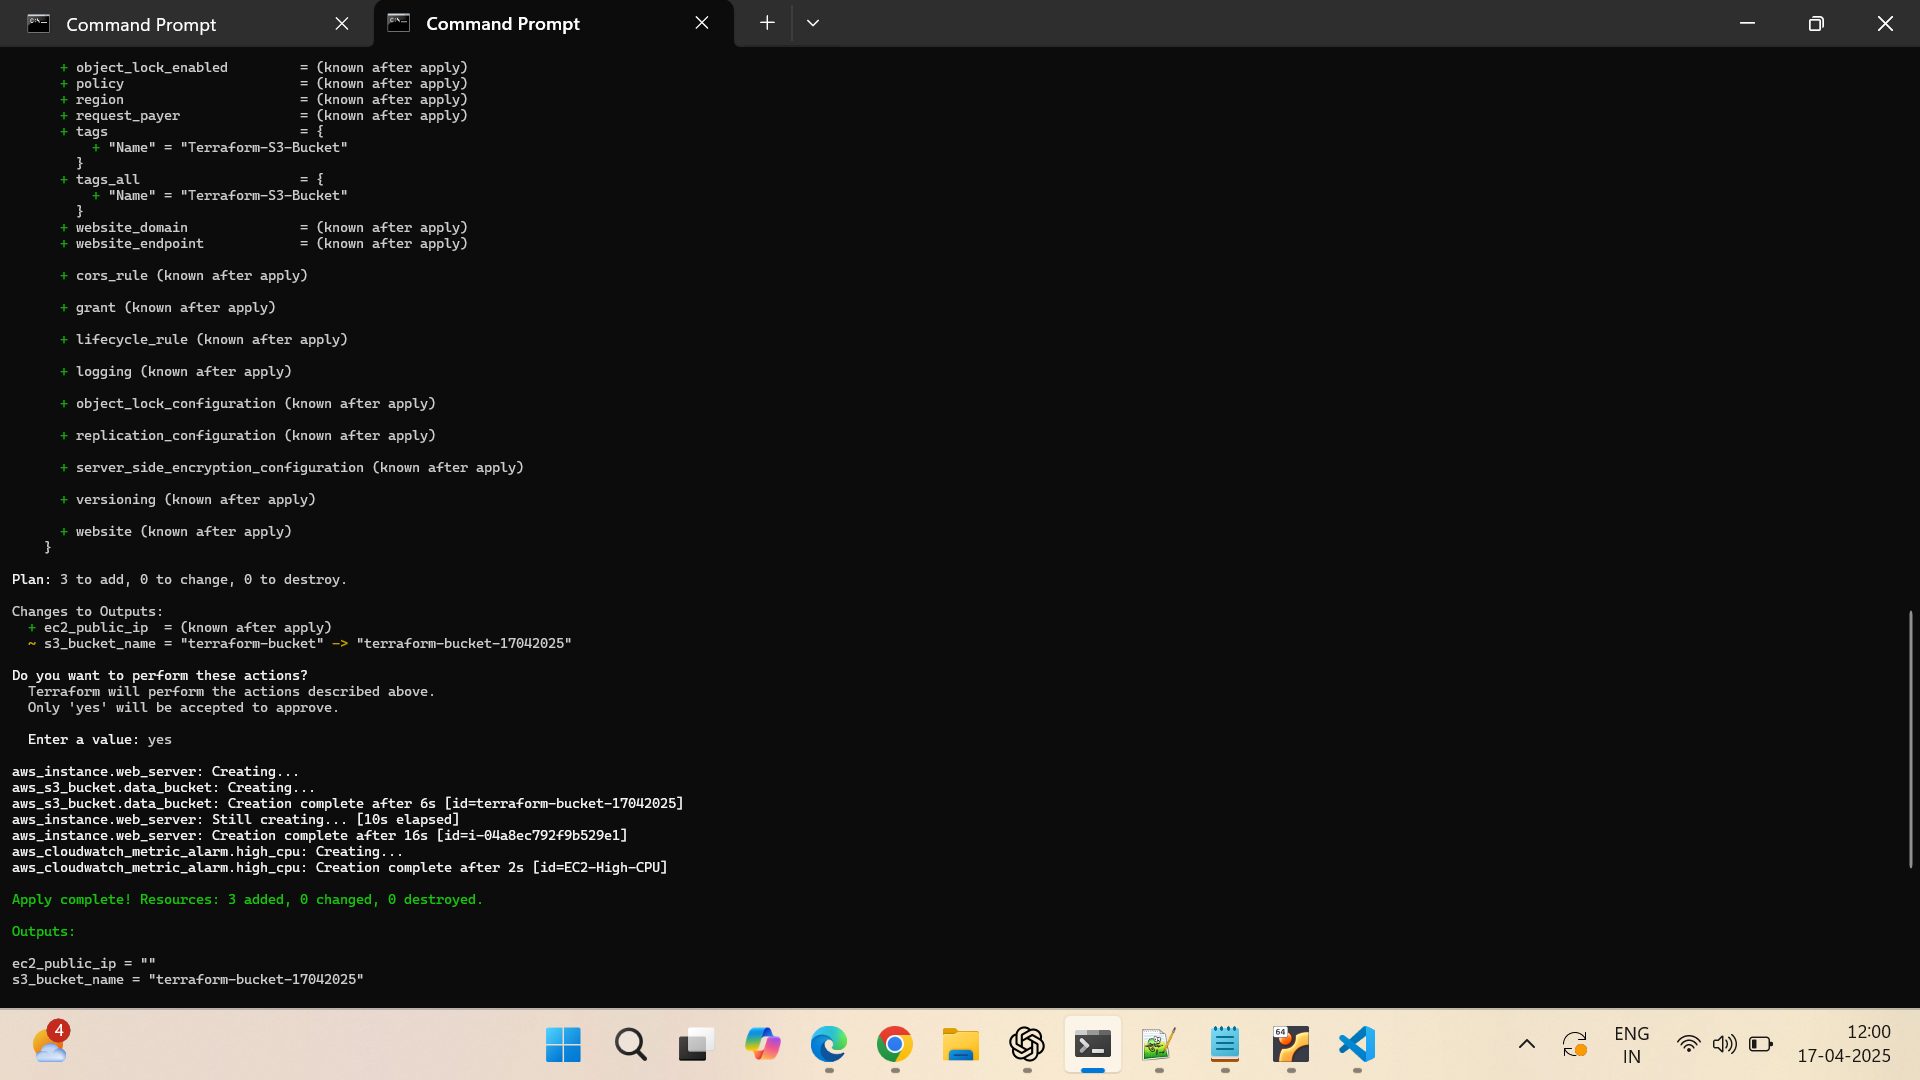 Command Prompt
Command Prompt
+ object_lock_enabled         = (known after apply)
+ policy                      = (known after apply)
+ region                      = (known after apply)
+ request_payer               = (known after apply)
+ tags                        = {
+ "Name" = "Terraform-S3-Bucket"
}
+ tags_all                    = {
+ "Name" = "Terraform-S3-Bucket"
}
+ website_domain              = (known after apply)
+ website_endpoint            = (known after apply)
+ cors_rule (known after apply)
+ grant (known after apply)
+ lifecycle_rule (known after apply)
+ logging (known after apply)
+ object_lock_configuration (known after apply)
+ replication_configuration (known after apply)
+ server_side_encryption_configuration (known after apply)
+ versioning (known after apply)
+ website (known after apply)
}
Plan: 3 to add, 0 to change, 0 to destroy.
Changes to Outputs:
+ ec2_public_ip  = (known after apply)
~ s3_bucket_name = "terraform-bucket" -> "terraform-bucket-17042025"
Do you want to perform these actions?
Terraform will perform the actions described above.
Only 'yes' will be accepted to approve.
Enter a value: yes
aws_instance.web_server: Creating...
aws_s3_bucket.data_bucket: Creating...
aws_s3_bucket.data_bucket: Creation complete after 6s [id=terraform-bucket-17042025]
aws_instance.web_server: Still creating... [10s elapsed]
aws_instance.web_server: Creation complete after 16s [id=i-04a8ec792f9b529e1]
aws_cloudwatch_metric_alarm.high_cpu: Creating...
aws_cloudwatch_metric_alarm.high_cpu: Creation complete after 2s [id=EC2-High-CPU]
Apply complete! Resources: 3 added, 0 changed, 0 destroyed.
Outputs:
ec2_public_ip = ""
s3_bucket_name = "terraform-bucket-17042025"
4
64
ENG
IN
12:00
17-04-2025